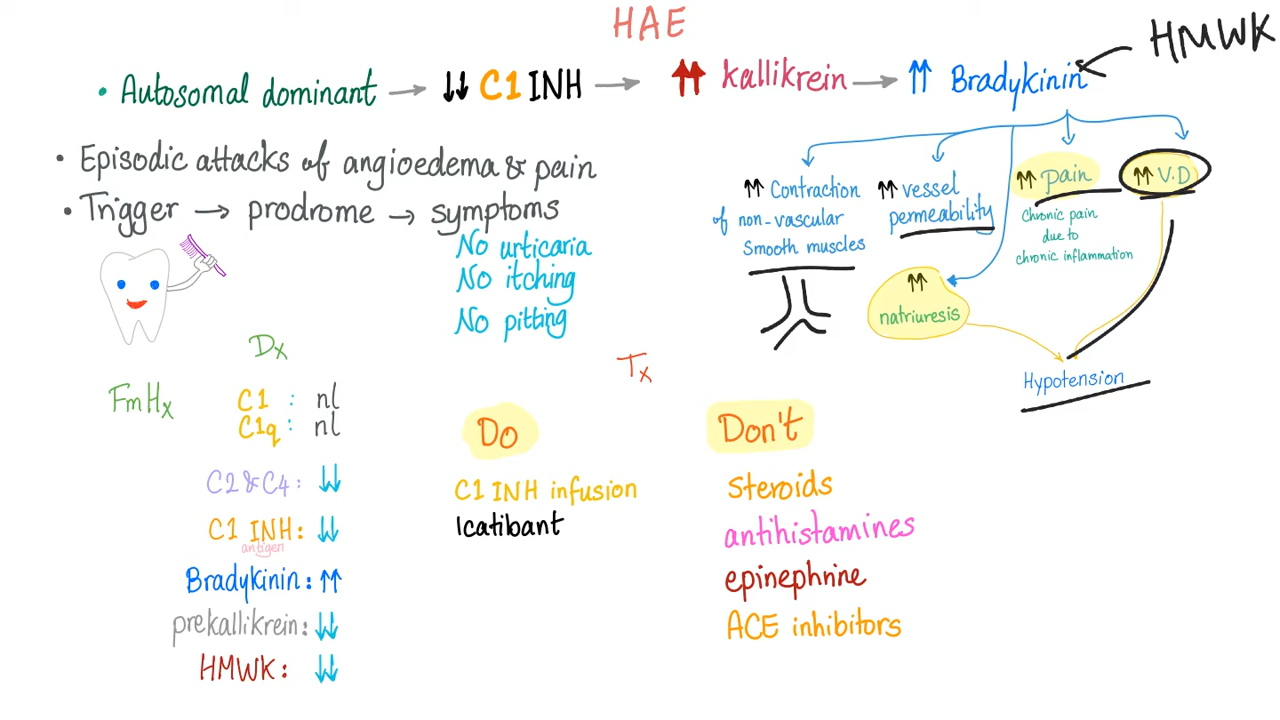 HAE
HMWK
• Autosomal dominant → ↓↓ C1 INH → ↑↑ kallikrein → ↑↑ Bradykinin
• Episodic attacks of angioedema & pain
• Trigger → prodrome → symptoms
No urticaria
No itching
No pitting
↑↑ Contraction
of non-vascular
Smooth muscles
↑↑ vessel
permeability
↑↑ pain
chronic pain
due to
chronic inflammation
↑↑ V.D
↑↑
natriuresis
Hypotension
FmHx
Dx
C1 : nl
C1q : nl
C2 & C4: ↓↓
C1 INH: ↓↓
antigen
Bradykinin: ↑↑
prekallikrein: ↓↓
HMWK: ↓↓
Tx
Do
C1 INH infusion
Icatibant
Don't
steroids
antihistamines
epinephrine
ACE inhibitors